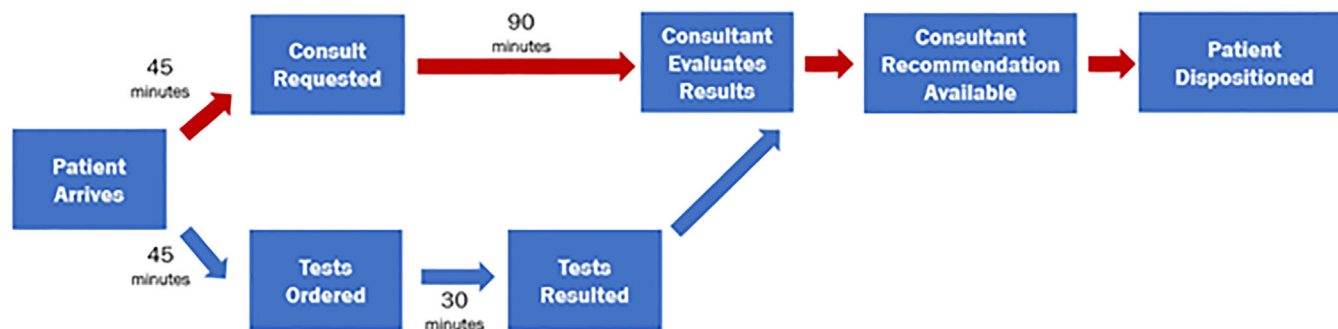 45
minutes
Consult
Requested
90
minutes
Consultant
Evaluates
Results
Consultant
Recommendation
Available
Patient
Dispositioned
Patient
Arrives
45
minutes
Tests
Ordered
30
minutes
Tests
Resulted